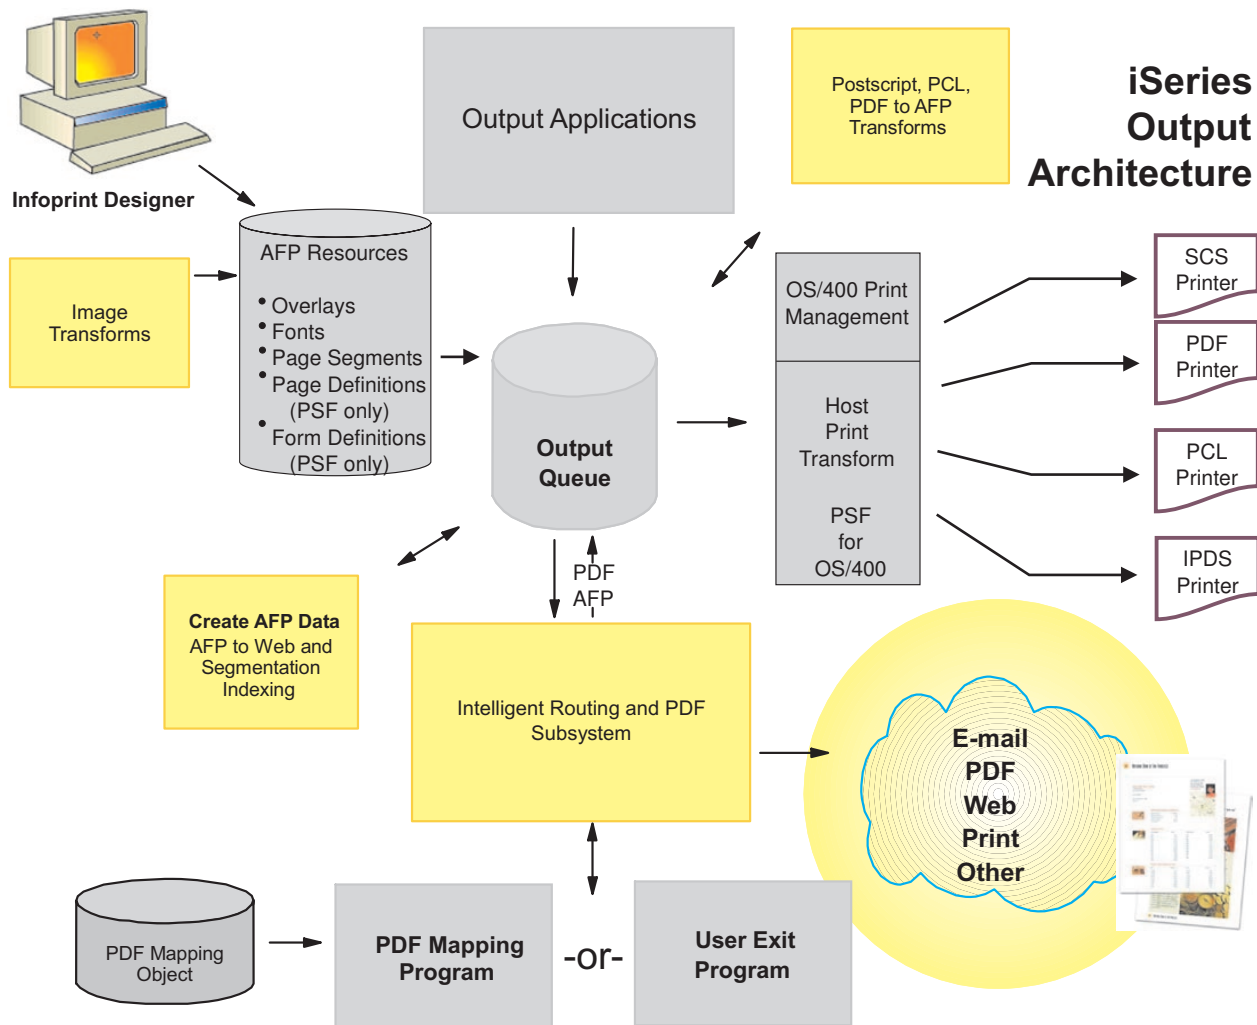 iSeries
Output
Architecture
Infoprint Designer
Output Applications
Postscript, PCL,
PDF to AFP
Transforms
Image
Transforms
AFP Resources
• Overlays
• Fonts
• Page Segments
• Page Definitions
(PSF only)
• Form Definitions
(PSF only)
Output
Queue
OS/400 Print
Management
Host
Print
Transform
PSF
for
OS/400
SCS
Printer
PDF
Printer
PCL
Printer
IPDS
Printer
PDF
AFP
Create AFP Data
AFP to Web and
Segmentation
Indexing
Intelligent Routing and PDF
Subsystem
E-mail
PDF
Web
Print
Other
PDF Mapping
Object
PDF Mapping
Program
-or-
User Exit
Program